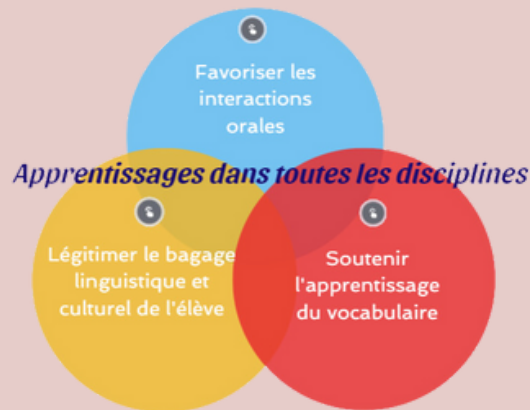 Favoriser les
interactions
orales
Apprentissages dans toutes les disciplines
Légitimer le bagage
linguistique et
culturel de l'élève
Soutenir
l'apprentissage
du vocabulaire